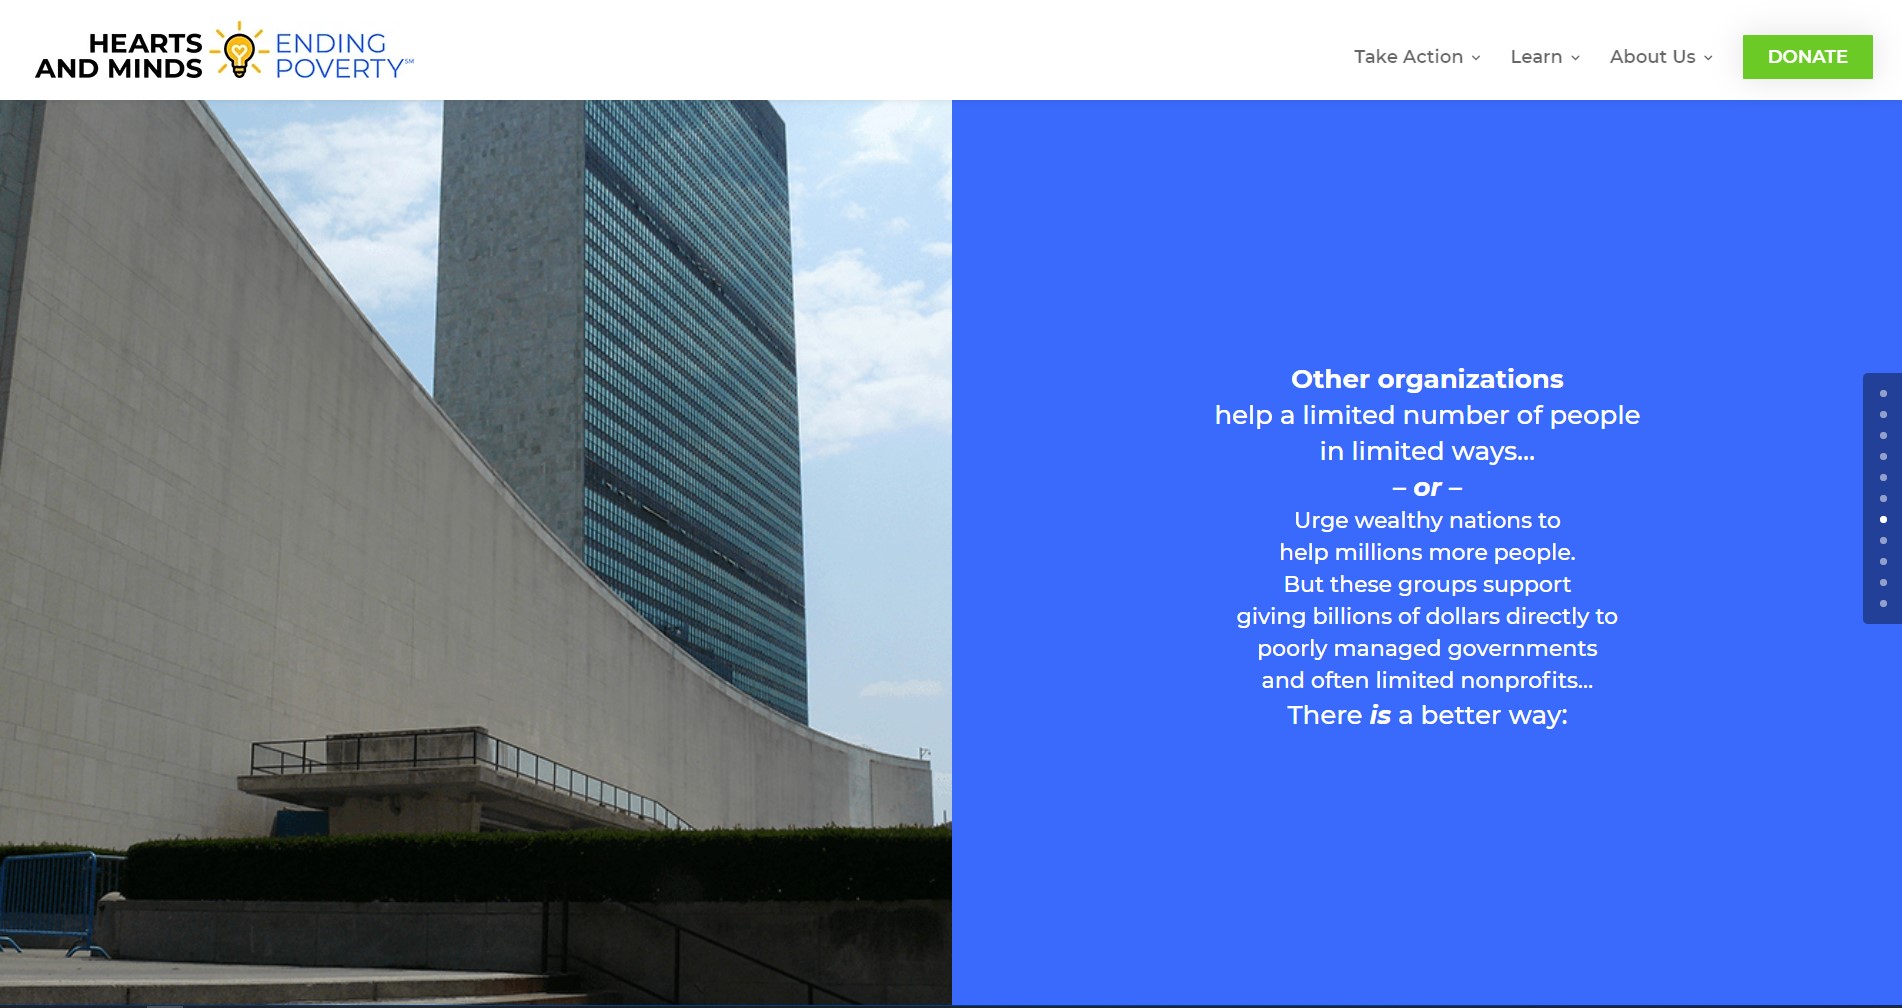 HEARTS
AND MINDS
ENDING
POVERTY℠
Take Action
Learn
About Us
DONATE
Other organizations
help a limited number of people
in limited ways...
– or –
Urge wealthy nations to
help millions more people.
But these groups support
giving billions of dollars directly to
poorly managed governments
and often limited nonprofits...
There is a better way: